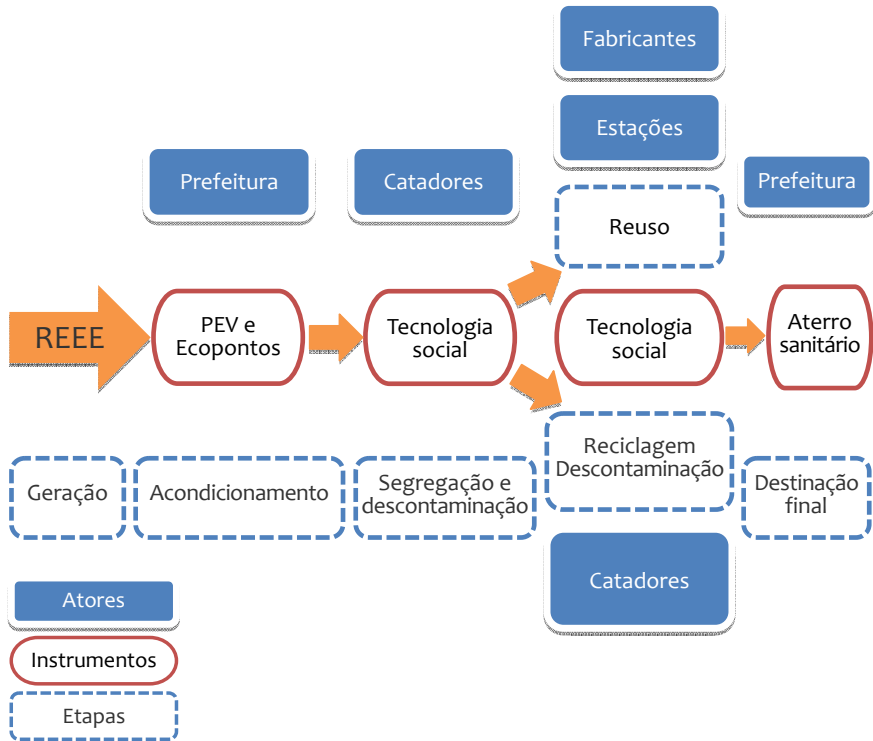 Fabricantes
Estações
Prefeitura
Catadores
Prefeitura
Reuso
REEE
PEV e
Ecopontos
Tecnologia
social
Tecnologia
social
Aterro
sanitário
Geração
Acondicionamento
Segregação e
descontaminação
Reciclagem
Descontaminação
Destinação
final
Catadores
Atores
Instrumentos
Etapas